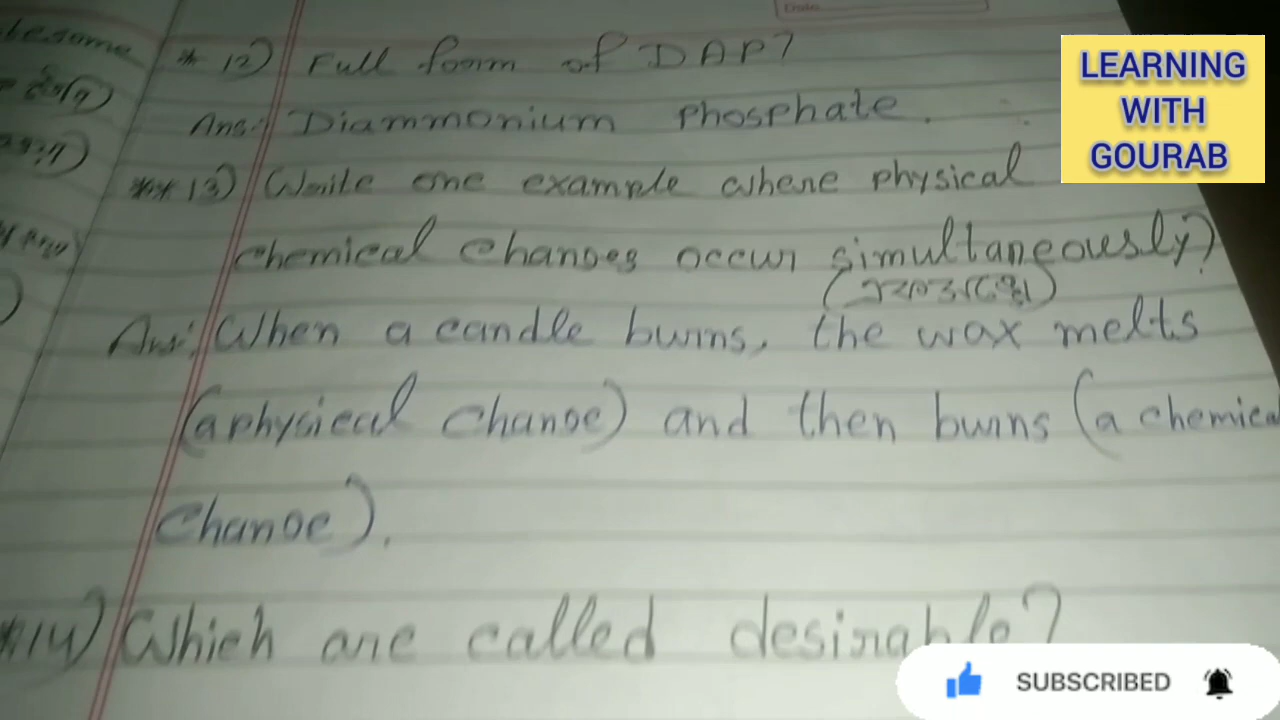 * 12) Full form of DAP?
Ans:- Diammonium phosphate.
** 13) Write one example where physical
chemical changes occur simultaneously?
Ans:- When a candle burns, the wax melts
(a physical change) and then burns (a chemical
change).
*14) Which are called desirable?
LEARNING
WITH
GOURAB
SUBSCRIBED